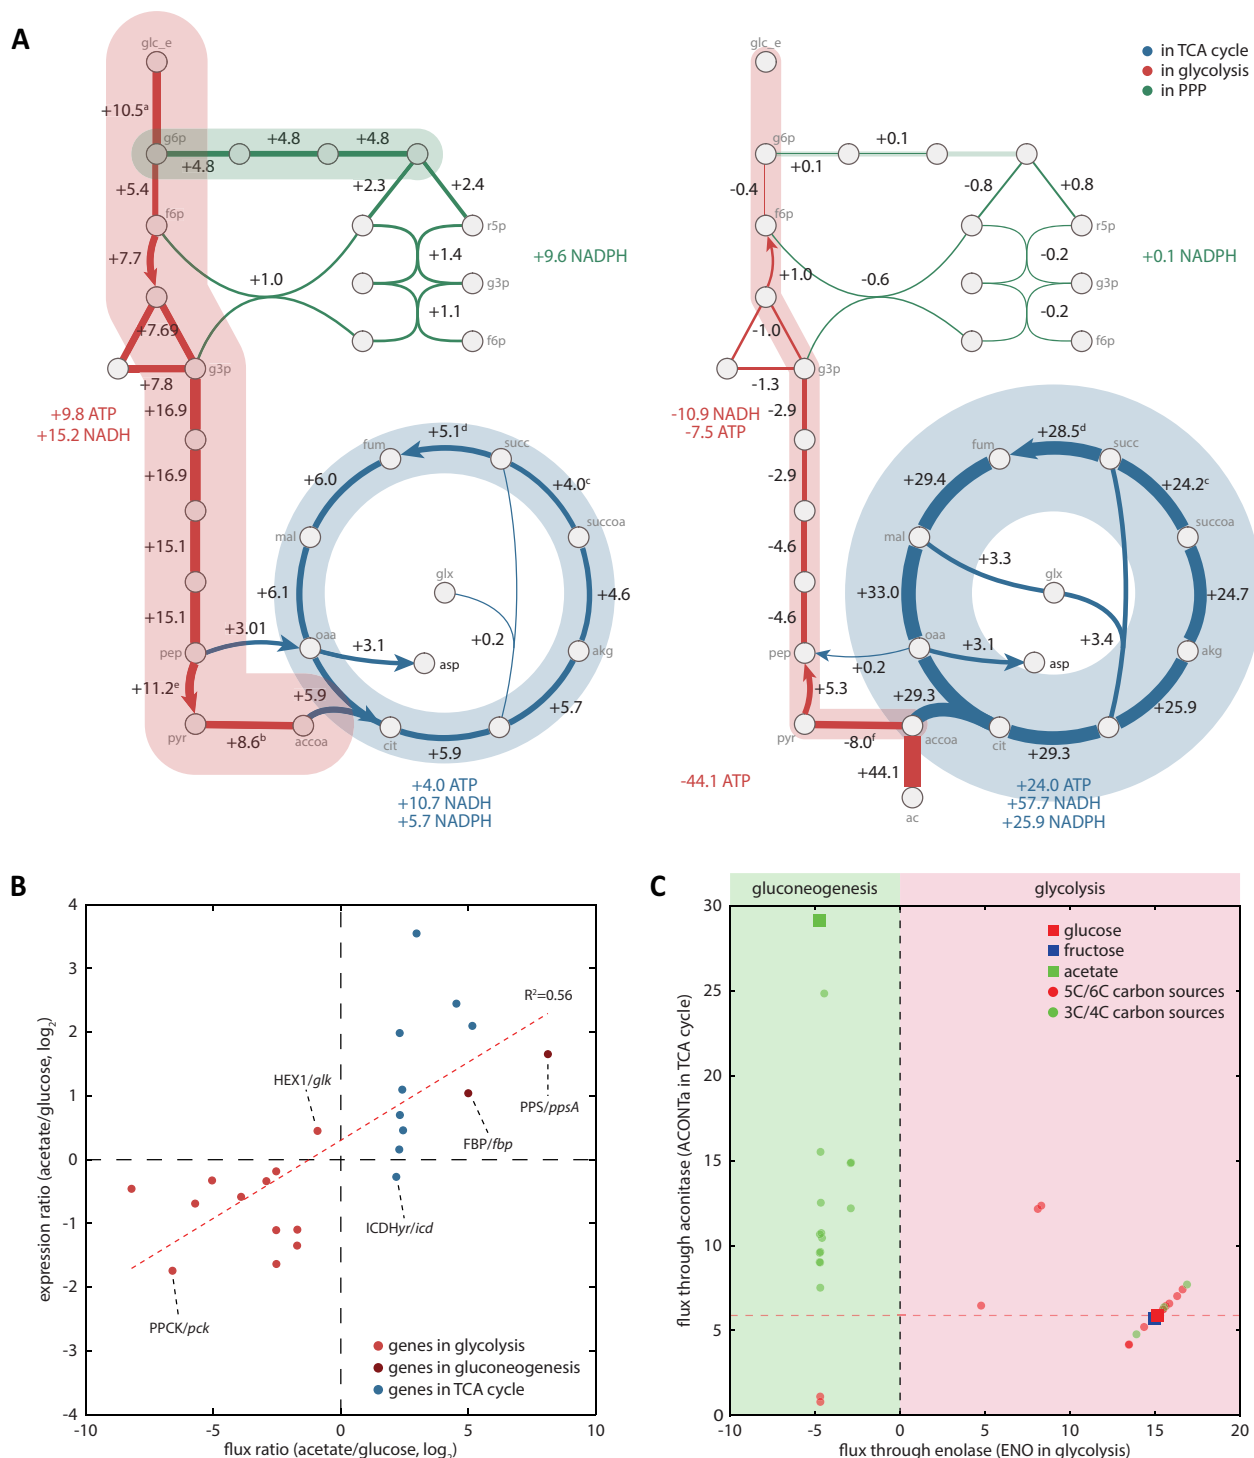 A
glc_e
+10.5ᵃ
g6p
+4.8
+4.8
+4.8
+5.4
+2.3
+2.4
f6p
r5p
+7.7
+1.4
+9.6 NADPH
+1.0
g3p
+7.69
+1.1
f6p
g3p
+7.8
+9.8 ATP
+15.2 NADH
+16.9
+16.9
+15.1
+15.1
pep
+3.01
+11.2ᵉ
pyr
+8.6ᵇ
accoa
+5.9
+5.1ᵈ
fum
succ
+6.0
+4.0ᶜ
mal
succoa
glx
+6.1
+4.6
oaa
+0.2
+3.1
asp
akg
+5.7
cit
+5.9
+4.0 ATP
+10.7 NADH
+5.7 NADPH
glc_e
in TCA cycle
in glycolysis
in PPP
g6p
+0.1
+0.1
-0.4
-0.8
+0.8
f6p
r5p
+1.0
-0.2
+0.1 NADPH
-0.6
g3p
-1.0
-0.2
f6p
g3p
-1.3
-10.9 NADH
-7.5 ATP
-2.9
-2.9
-4.6
-4.6
pep
+0.2
+5.3
pyr
-8.0ᶠ
accoa
+44.1
ac
-44.1 ATP
+28.5ᵈ
fum
succ
+29.4
+24.2ᶜ
mal
succoa
+3.3
glx
+33.0
+24.7
oaa
+3.4
+3.1
asp
akg
+29.3
+25.9
cit
+29.3
+24.0 ATP
+57.7 NADH
+25.9 NADPH
B
4
3
2
1
0
-1
-2
-3
-4
-10
-5
0
5
10
expression ratio (acetate/glucose, log₂)
flux ratio (acetate/glucose, log₂)
R²=0.56
HEX1/glk
PPS/ppsA
FBP/fbp
ICDHyr/icd
PPCK/pck
genes in glycolysis
genes in gluconeogenesis
genes in TCA cycle
C
gluconeogenesis
glycolysis
30
25
20
15
10
5
0
-10
-5
0
5
10
15
20
flux through aconitase (ACONTa in TCA cycle)
flux through enolase (ENO in glycolysis)
glucose
fructose
acetate
5C/6C carbon sources
3C/4C carbon sources